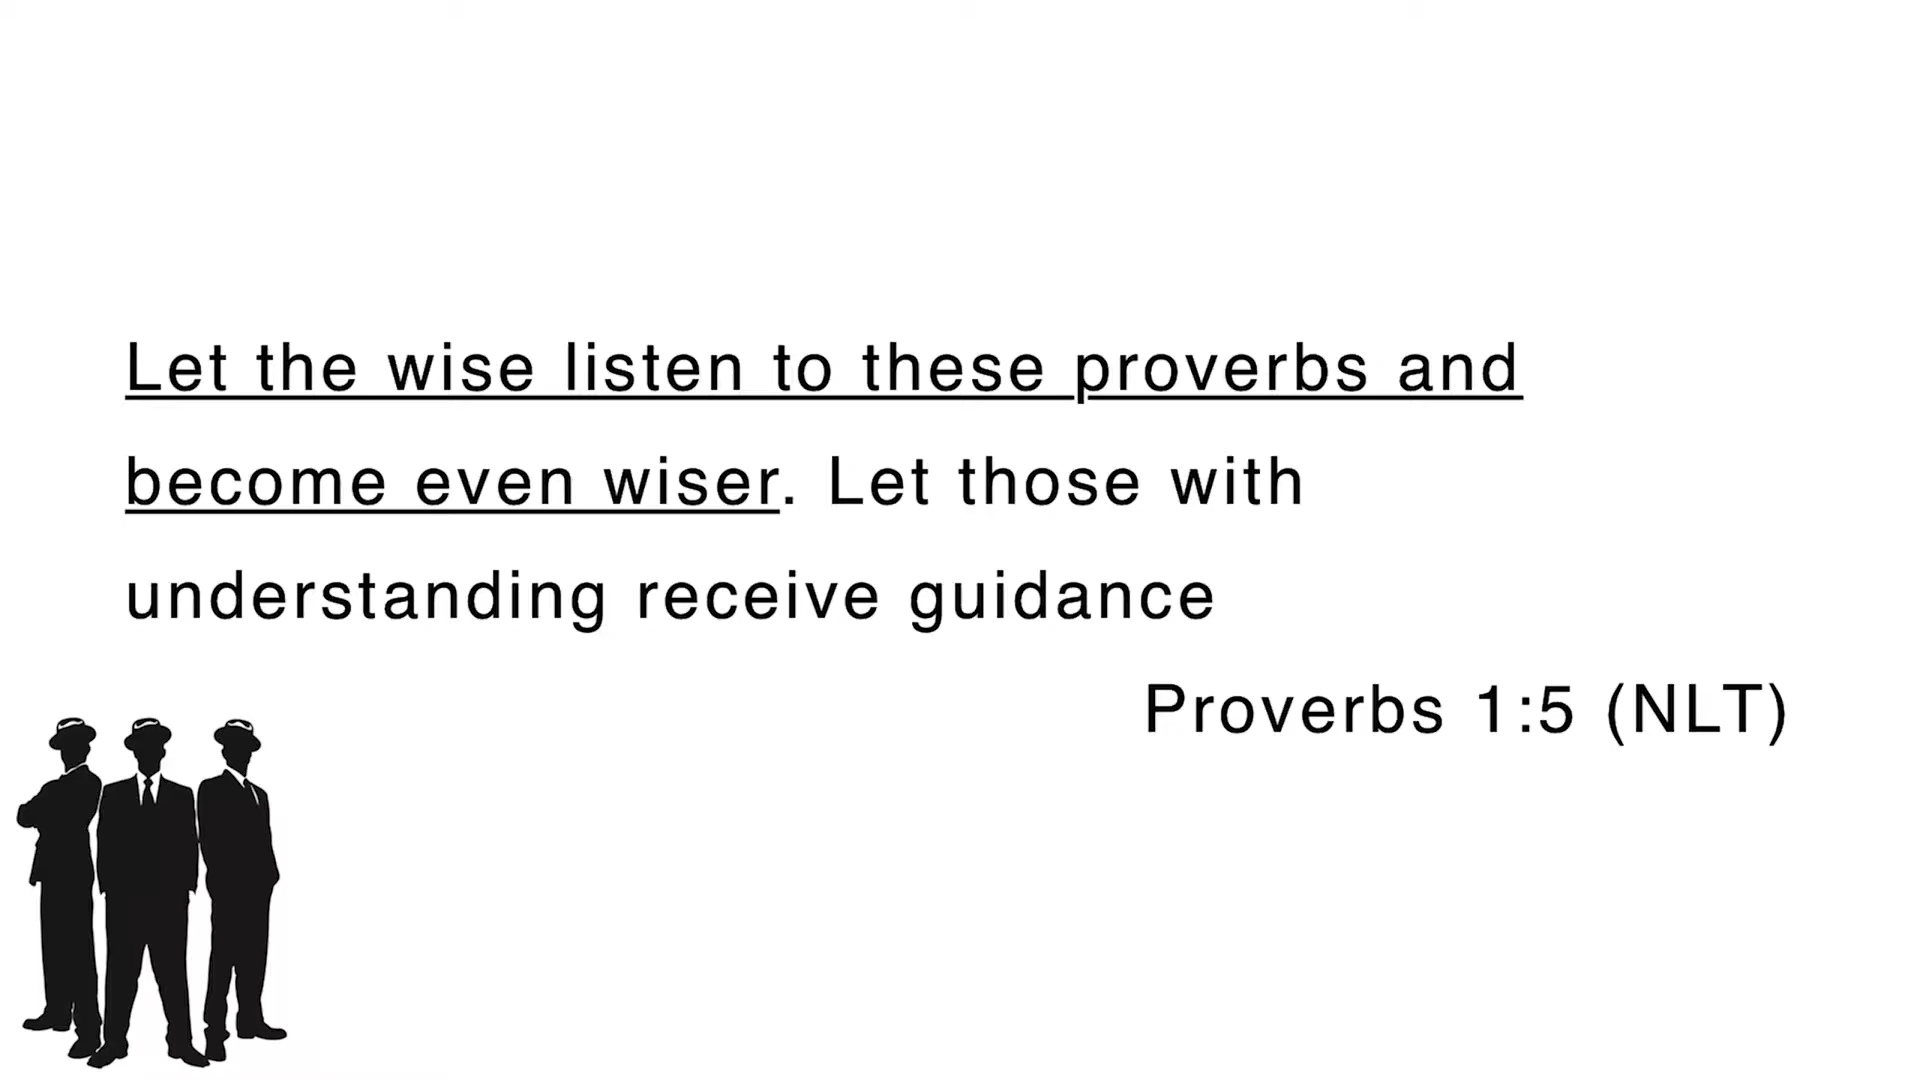 Let the wise listen to these proverbs and
become even wiser. Let those with
understanding receive guidance
Proverbs 1:5 (NLT)